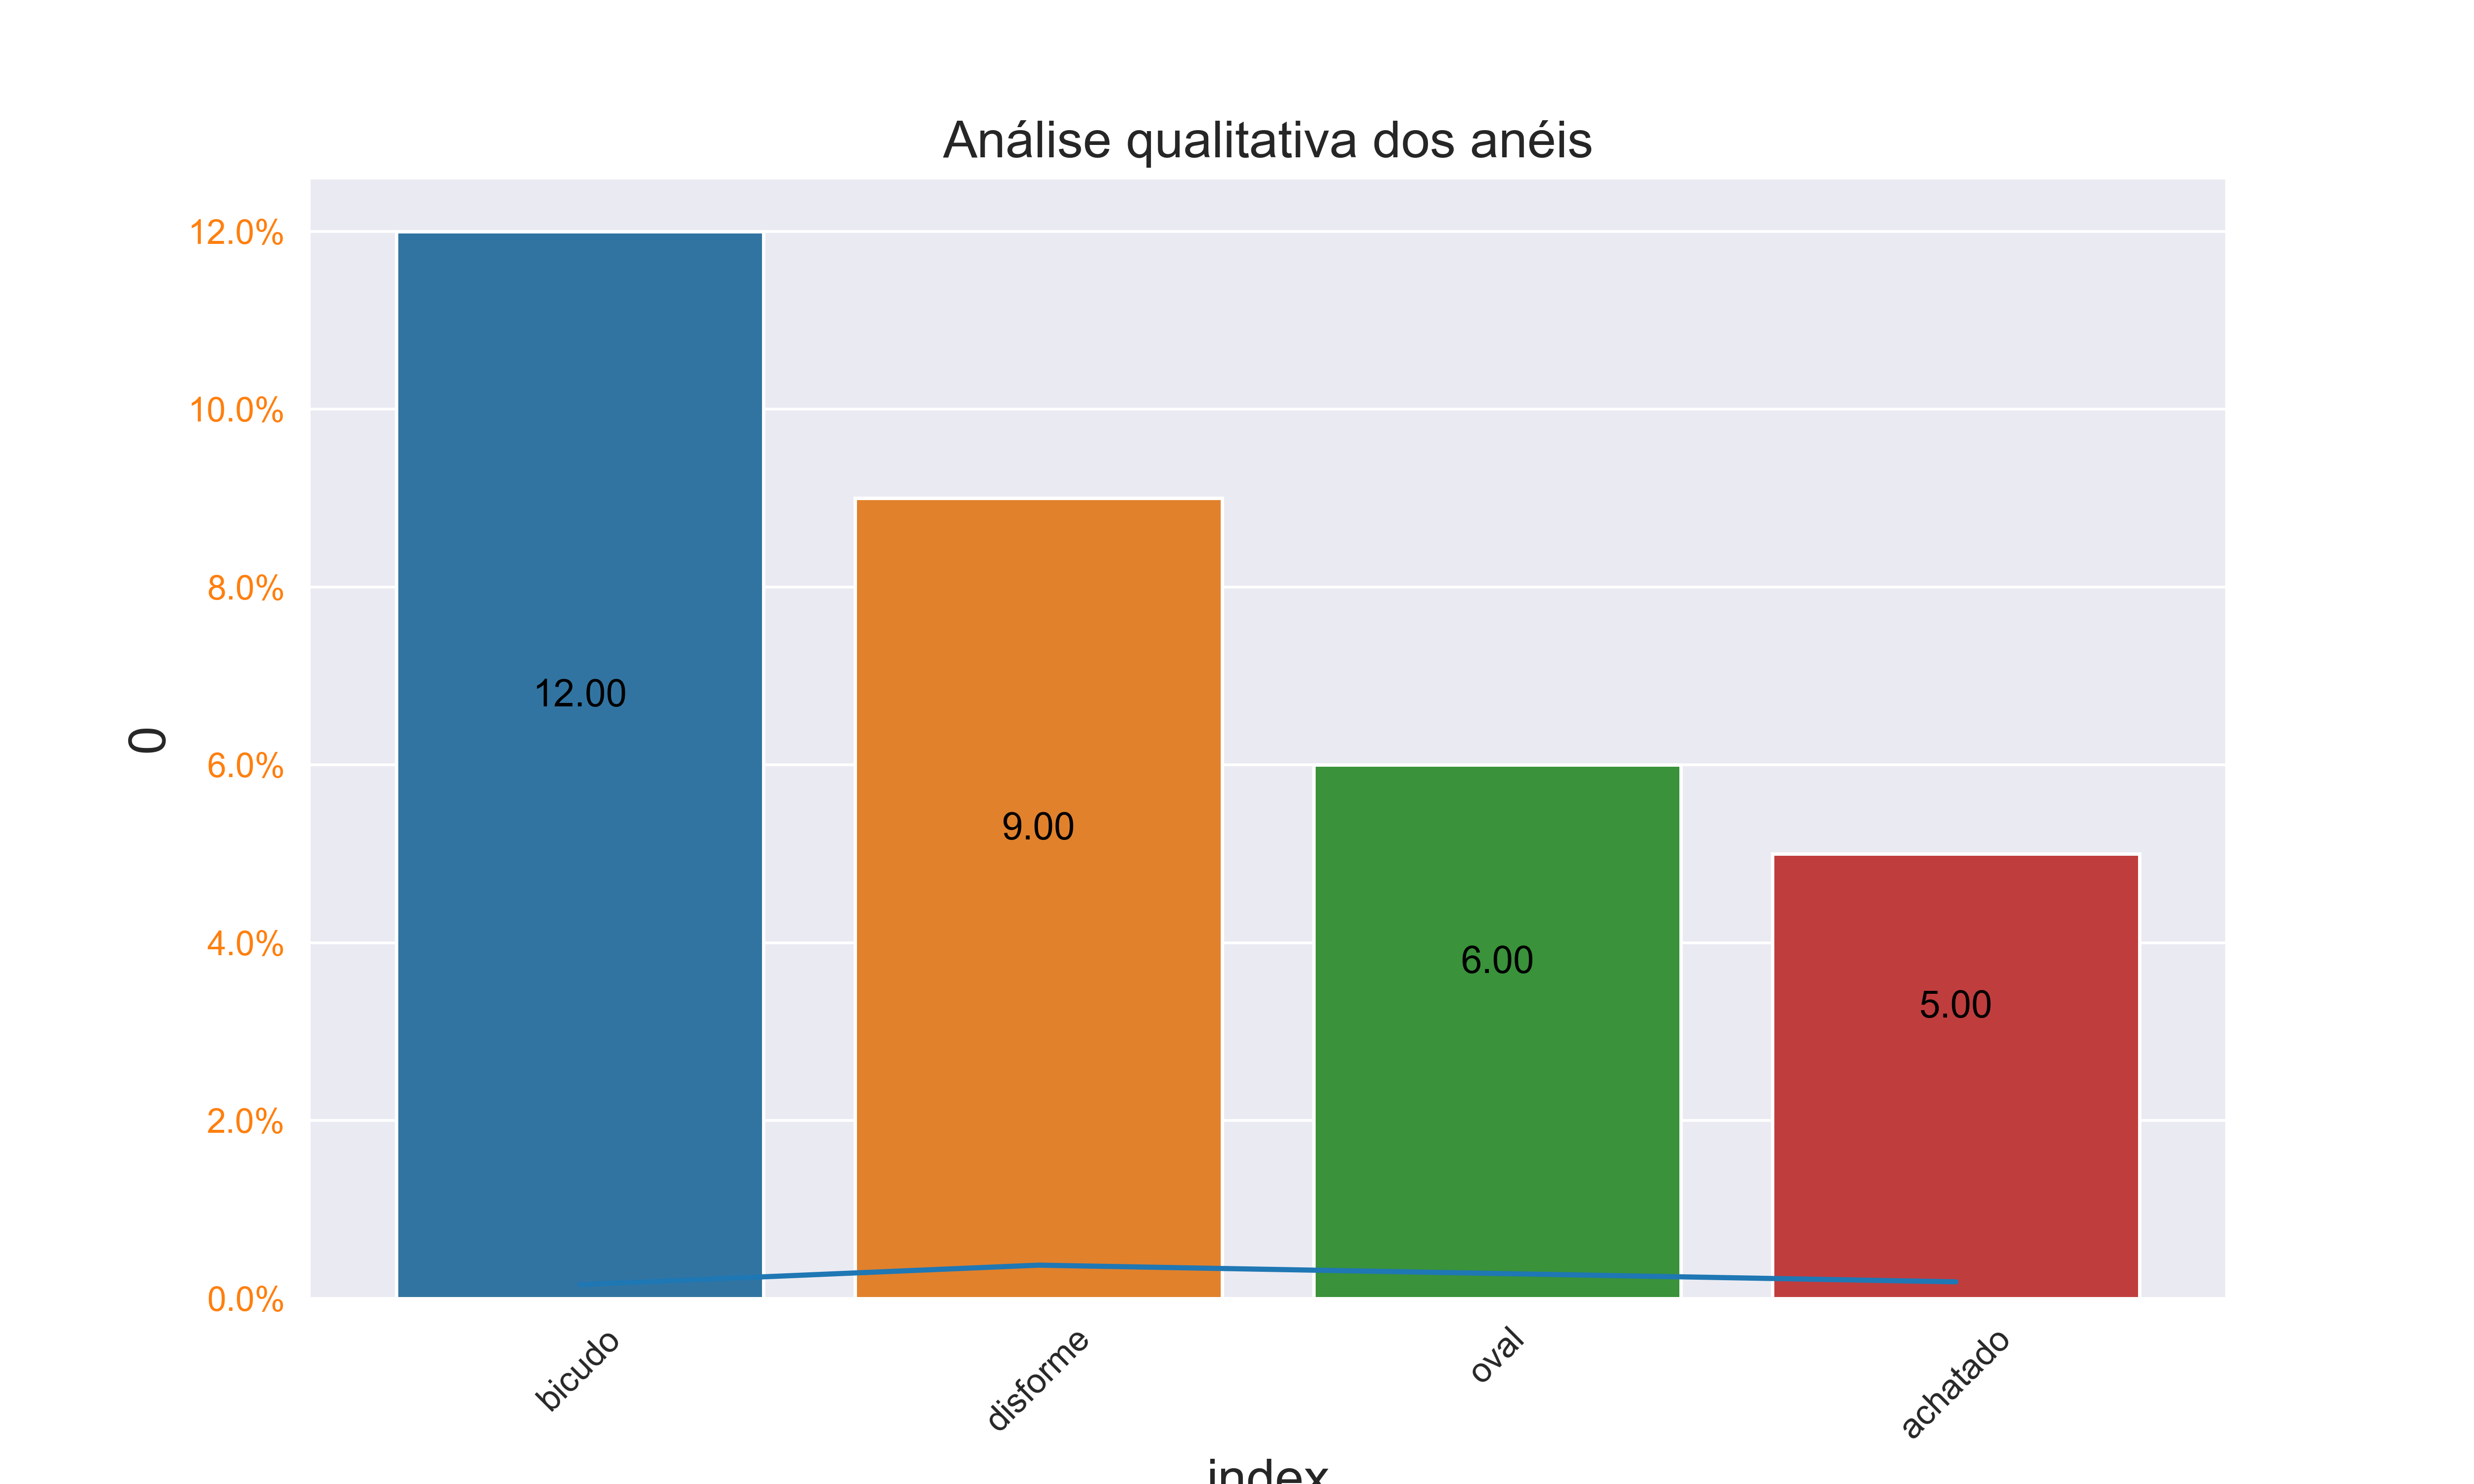 Análise qualitativa dos anéis
12.0%
10.0%
8.0%
6.0%
4.0%
2.0%
0.0%
0
12.00
9.00
6.00
5.00
bicudo
disforme
oval
achatado
index